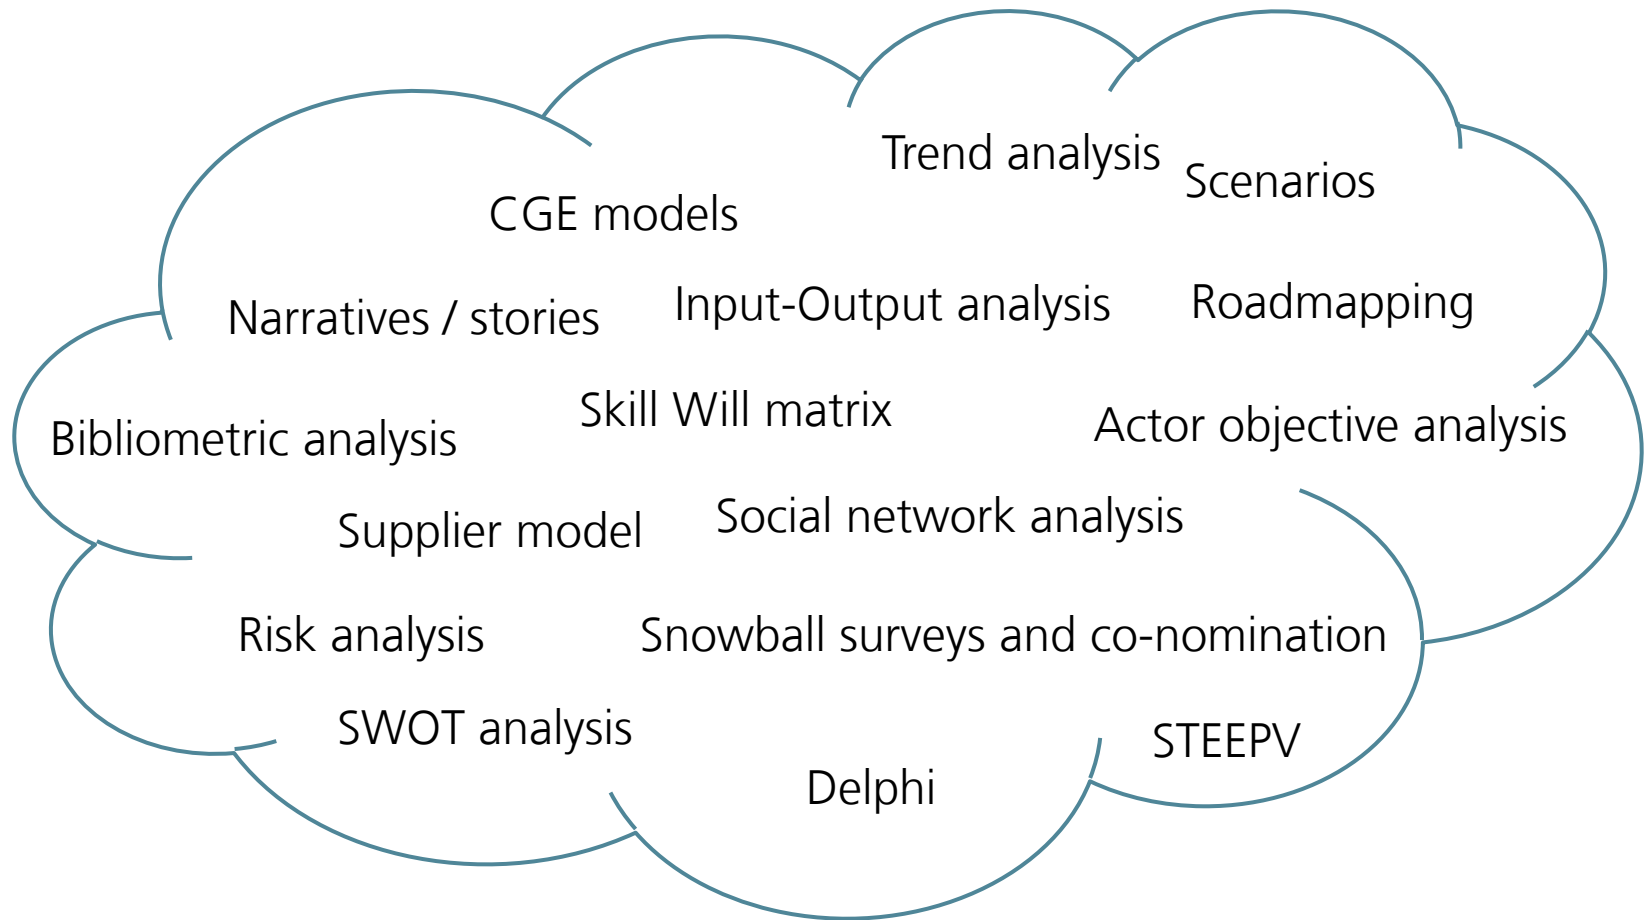 Trend analysis
Scenarios
CGE models
Narratives / stories
Input-Output analysis
Roadmapping
Skill Will matrix
Bibliometric analysis
Actor objective analysis
Supplier model
Social network analysis
Risk analysis
Snowball surveys and co-nomination
SWOT analysis
STEEPV
Delphi